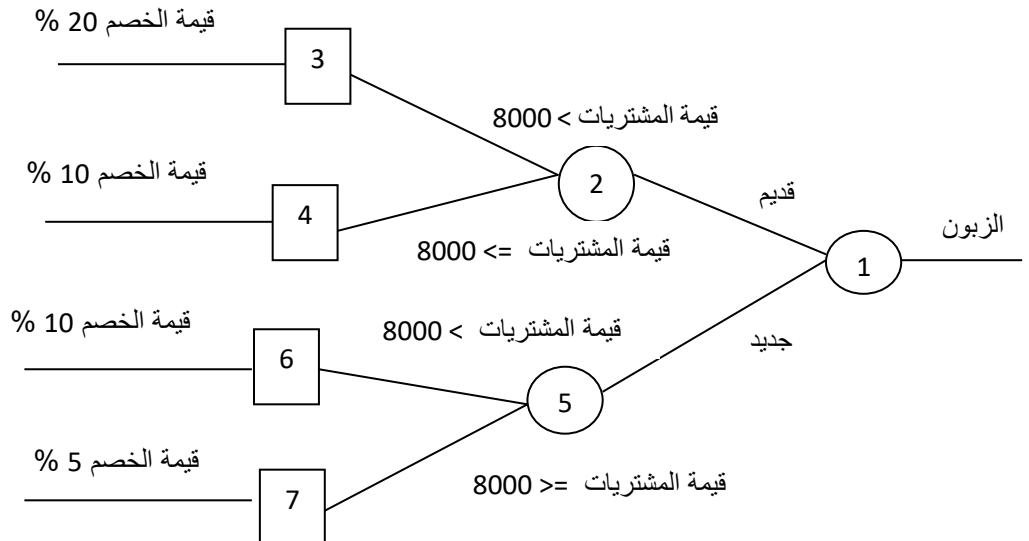 قيمة الخصم 20 %
3
قيمة المشتريات > 8000
قيمة الخصم 10 %
4
2
قديم
الزبون
قيمة المشتريات => 8000
1
قيمة الخصم 10 %
قيمة المشتريات > 8000
جديد
6
5
قيمة الخصم 5 %
قيمة المشتريات =< 8000
7